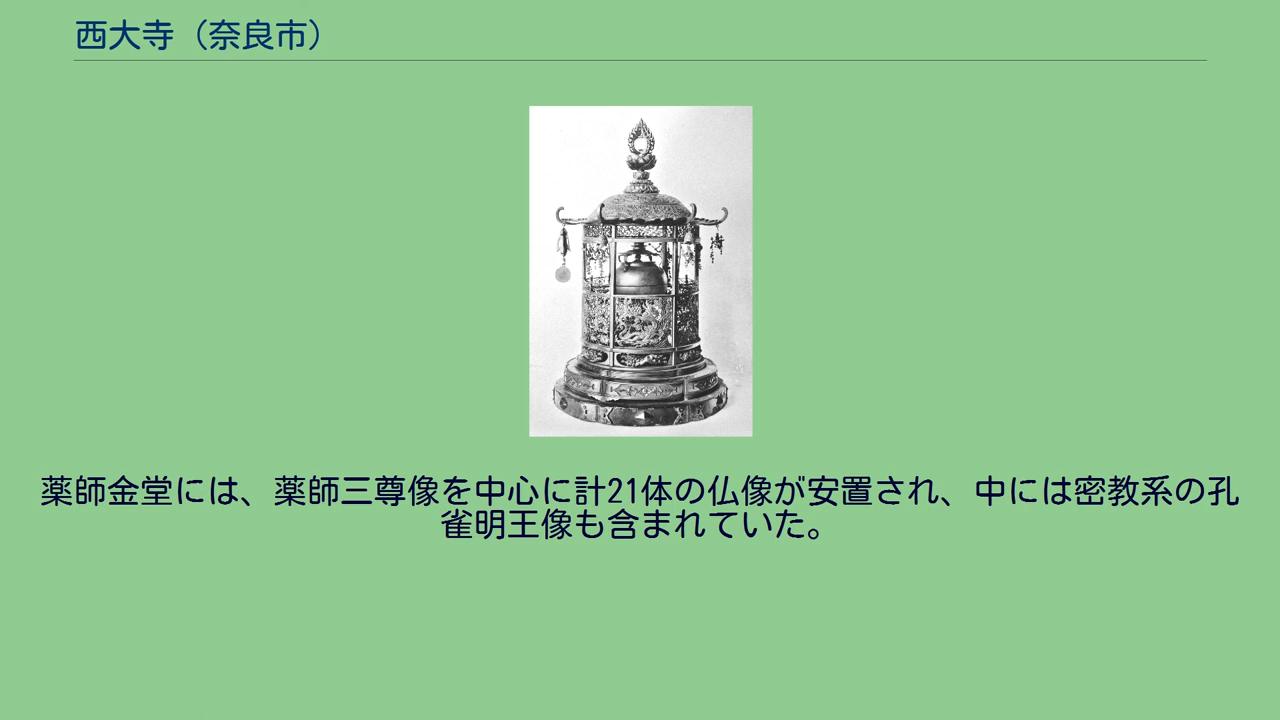 西大寺（奈良市）
薬師金堂には、薬師三尊像を中心に計21体の仏像が安置され、中には密教系の孔
雀明王像も含まれていた。